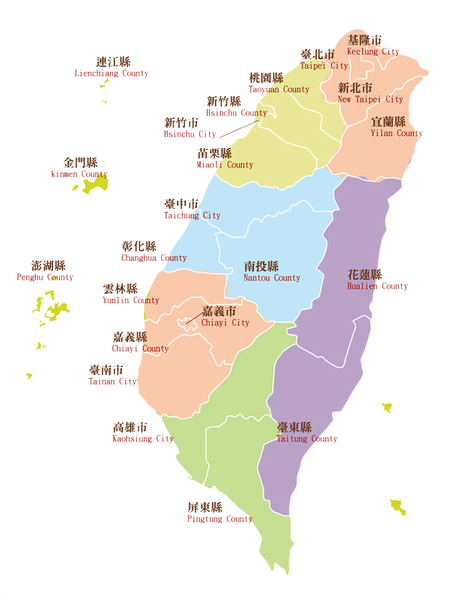 基隆市
Keelung City
臺北市
Taipei City
連江縣
Lienchiang County
桃園縣
Taoyuan County
新北市
New Taipei City
新竹縣
Hsinchu County
新竹市
Hsinchu City
宜蘭縣
Yilan County
苗栗縣
Miaoli County
金門縣
Kinmen County
臺中市
Taichung City
彰化縣
Changhua County
澎湖縣
Penghu County
南投縣
Nantou County
花蓮縣
Hualien County
雲林縣
Yunlin County
嘉義市
Chiayi City
嘉義縣
Chiayi County
臺南市
Tainan City
高雄市
Kaohsiung City
臺東縣
Taitung County
屏東縣
Pingtung County